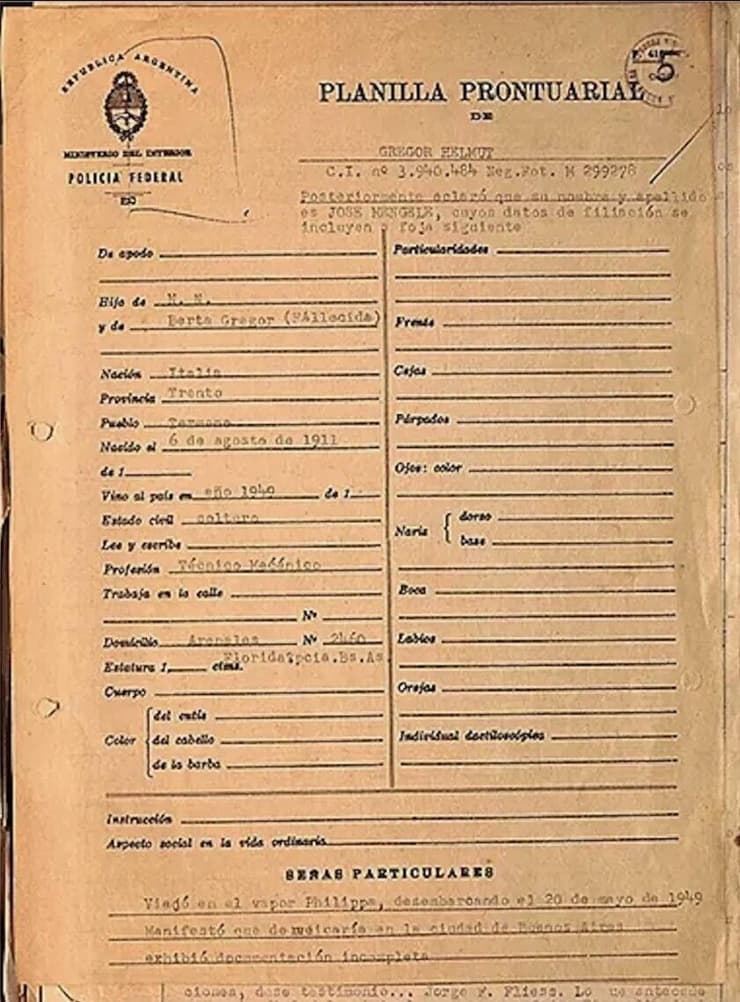 REPUBLICA ARGENTINA
MINISTERIO DEL INTERIOR
POLICIA FEDERAL
5
PLANILLA PRONTUARIAL
DE
GREGOR HELMUT
C.I. nº 3.940.484 Neg.Fot. M 299278
Posteriormente aclaró que su nombre y apellido
es JOSE MENGELE, cuyos datos de filiación se
incluyen a foja siguiente
De apodo
Hijo de N. N.
y de Berta Gregor (FAllecida)
Nación Italia
Provincia Trento
Pueblo Termeno
Nacido el 6 de agosto de 1911
de 1
Vino al país en año 1949 de 1
Estado civil soltero
Lee y escribe
Profesión Técnico Mecánico
Trabaja en la calle
Nº
Domicilio Arenales Nº 2460
Florida pcia.Bs.As
Estatura 1, ctms.
Cuerpo
Color
del cutis
del cabello
de la barba
Particularidades
Frente
Cejas
Párpados
Ojos: color
Nariz
dorso
base
Boca
Labios
Orejas
Individual dactiloscópica
Instrucción
Aspecto social en la vida ordinaria
SEÑAS PARTICULARES
Viajó en el vapor Philippa, desembarcando el 20 de mayo de 1949
Manifestó que en la ciudad de Buenos Aires
exhibió documentación incompleta
ciones, dase testimonio... Jorge F. Fliess. Lo